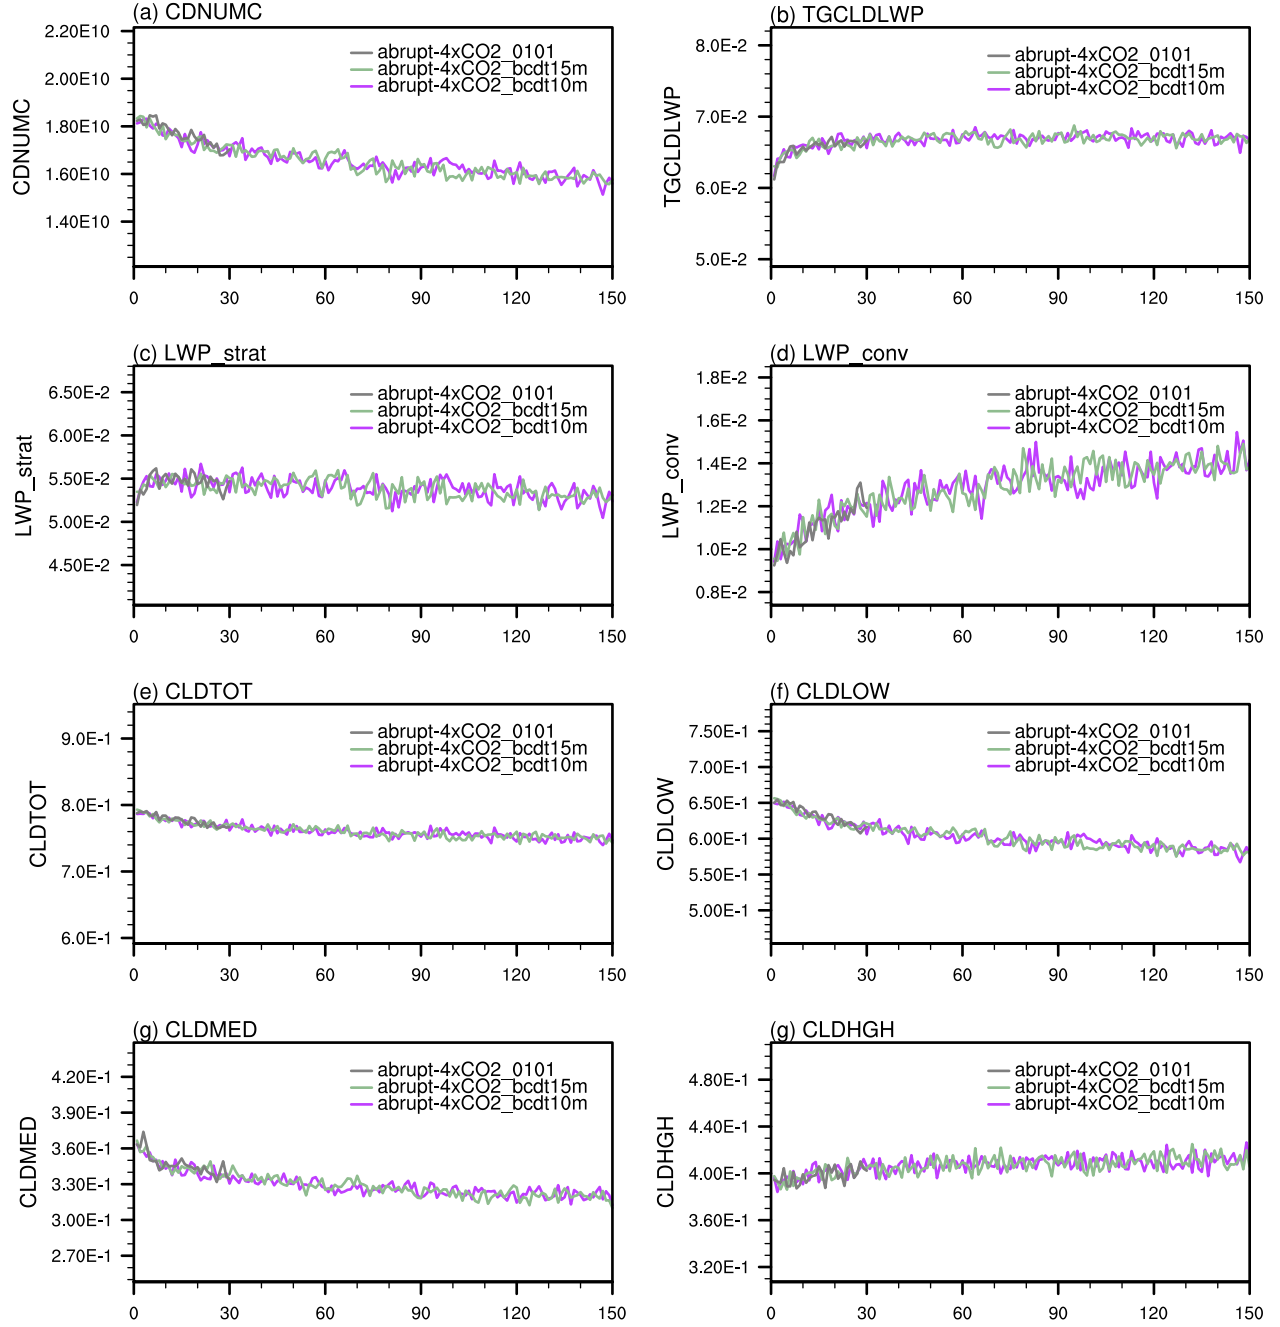 (a) CDNUMC
2.20E10
2.00E10
1.80E10
1.60E10
1.40E10
CDNUMC
abrupt-4xCO2_0101
abrupt-4xCO2_bcdt15m
abrupt-4xCO2_bcdt10m
0 30 60 90 120 150
(b) TGCLDLWP
8.0E-2
7.0E-2
6.0E-2
5.0E-2
TGCLDLWP
abrupt-4xCO2_0101
abrupt-4xCO2_bcdt15m
abrupt-4xCO2_bcdt10m
0 30 60 90 120 150
(c) LWP_strat
6.50E-2
6.00E-2
5.50E-2
5.00E-2
4.50E-2
LWP_strat
abrupt-4xCO2_0101
abrupt-4xCO2_bcdt15m
abrupt-4xCO2_bcdt10m
0 30 60 90 120 150
(d) LWP_conv
1.8E-2
1.6E-2
1.4E-2
1.2E-2
1.0E-2
0.8E-2
LWP_conv
abrupt-4xCO2_0101
abrupt-4xCO2_bcdt15m
abrupt-4xCO2_bcdt10m
0 30 60 90 120 150
(e) CLDTOT
9.0E-1
8.0E-1
7.0E-1
6.0E-1
CLDTOT
abrupt-4xCO2_0101
abrupt-4xCO2_bcdt15m
abrupt-4xCO2_bcdt10m
0 30 60 90 120 150
(f) CLDLOW
7.50E-1
7.00E-1
6.50E-1
6.00E-1
5.50E-1
5.00E-1
CLDLOW
abrupt-4xCO2_0101
abrupt-4xCO2_bcdt15m
abrupt-4xCO2_bcdt10m
0 30 60 90 120 150
(g) CLDMED
4.20E-1
3.90E-1
3.60E-1
3.30E-1
3.00E-1
2.70E-1
CLDMED
abrupt-4xCO2_0101
abrupt-4xCO2_bcdt15m
abrupt-4xCO2_bcdt10m
0 30 60 90 120 150
(g) CLDHGH
4.80E-1
4.40E-1
4.00E-1
3.60E-1
3.20E-1
CLDHGH
abrupt-4xCO2_0101
abrupt-4xCO2_bcdt15m
abrupt-4xCO2_bcdt10m
0 30 60 90 120 150